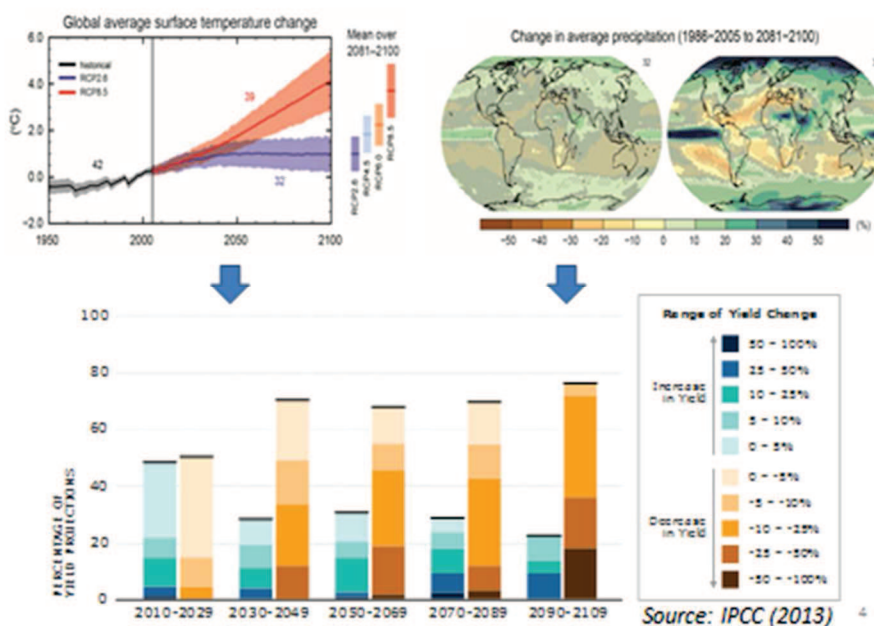 Global average surface temperature change
Mean over
2081–2100
6.0
4.0
2.0
0.0
−2.0
(°C)
historical
RCP2.6
RCP8.5
42
39
32
1950
2000
2050
2100
RCP2.6
RCP4.5
RCP6.0
RCP8.5
Change in average precipitation (1986−2005 to 2081−2100)
32
−50 −40 −30 −20 −10 0 10 20 30 40 50
(%)
PERCENTAGE OF
YIELD PROJECTIONS
100
80
60
40
20
0
2010-2029
2030-2049
2050-2069
2070-2089
2090-2109
Range of Yield Change
Increase
in Yield
50 – 100%
25 – 50%
10 – 25%
5 – 10%
0 – 5%
Decrease
in Yield
0 – -5%
-5 – -10%
-10 – -25%
-25 – -50%
-50 – -100%
Source: IPCC (2013)
4